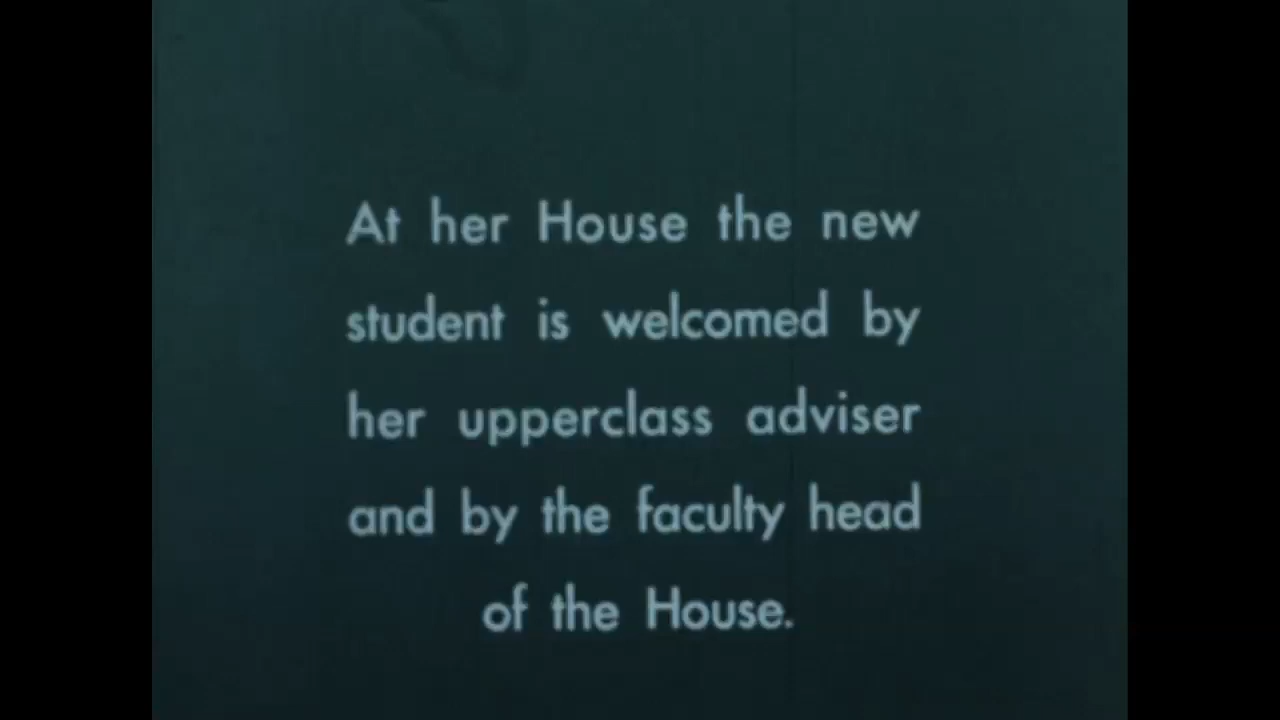 At her House the new
student is welcomed by
her upperclass adviser
and by the faculty head
of the House.